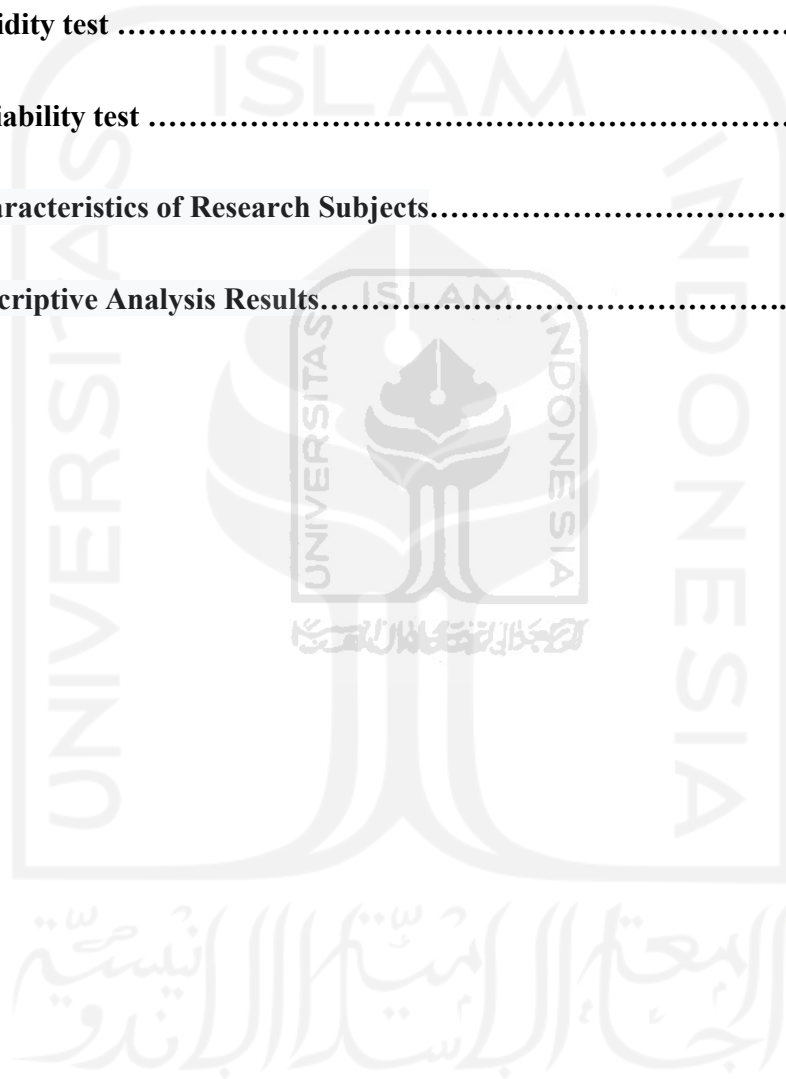 idity test ………………………………………………………….
ISLAM
iability test ……………………………………………………….
aracteristics of Research Subjects…………………………….
criptive Analysis Results……………………………………..
UNIVERSITAS
INDONESIA
ISLAM
UNIVERSITAS
INDONESIA